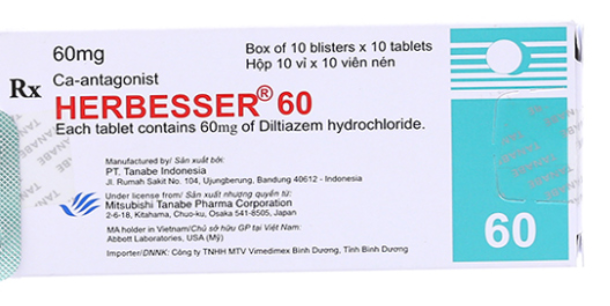 60mg
Box of 10 blisters x 10 tablets
Hộp 10 vỉ x 10 viên nén
Rx
Ca-antagonist
HERBESSER® 60
Each tablet contains 60mg of Diltiazem hydrochloride.
TANABE
Manufactured by/ Sản xuất bởi:
PT. Tanabe Indonesia
Jl. Rumah Sakit No. 104, Ujungberung, Bandung 40612 - Indonesia
Under license from/ Sản xuất nhượng quyền từ:
Mitsubishi Tanabe Pharma Corporation
2-6-18, Kitahama, Chuo-ku, Osaka 541-8505, Japan
MA holder in Vietnam/Chủ sở hữu GP tại Việt Nam:
Abbott Laboratories, USA (Mỹ)
Importer/DNNK: Công ty TNHH MTV Vimedimex Bình Dương, Tỉnh Bình Dương
60